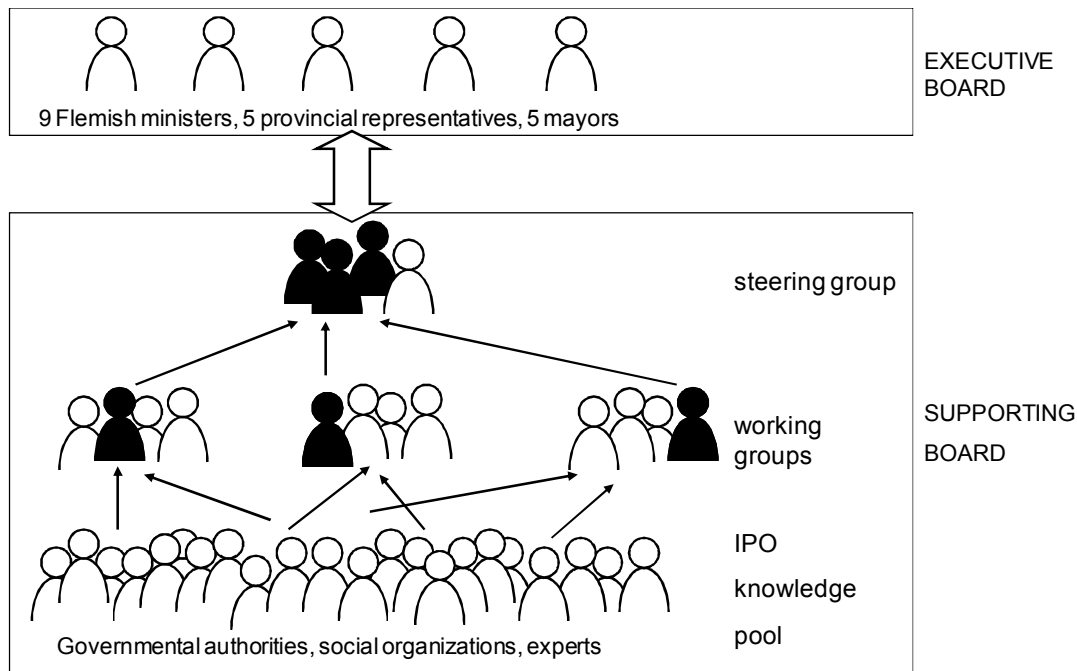 EXECUTIVE
BOARD
9 Flemish ministers, 5 provincial representatives, 5 mayors
steering group
working
groups
SUPPORTING
BOARD
IPO
knowledge
pool
Governmental authorities, social organizations, experts